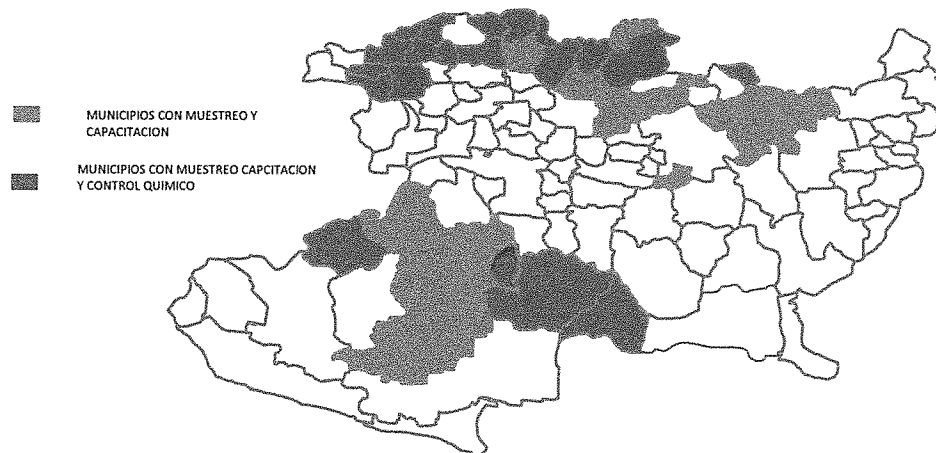 MUNICIPIOS CON MUESTREO Y
CAPACITACION
MUNICIPIOS CON MUESTREO CAPCITACION
Y CONTROL QUIMICO